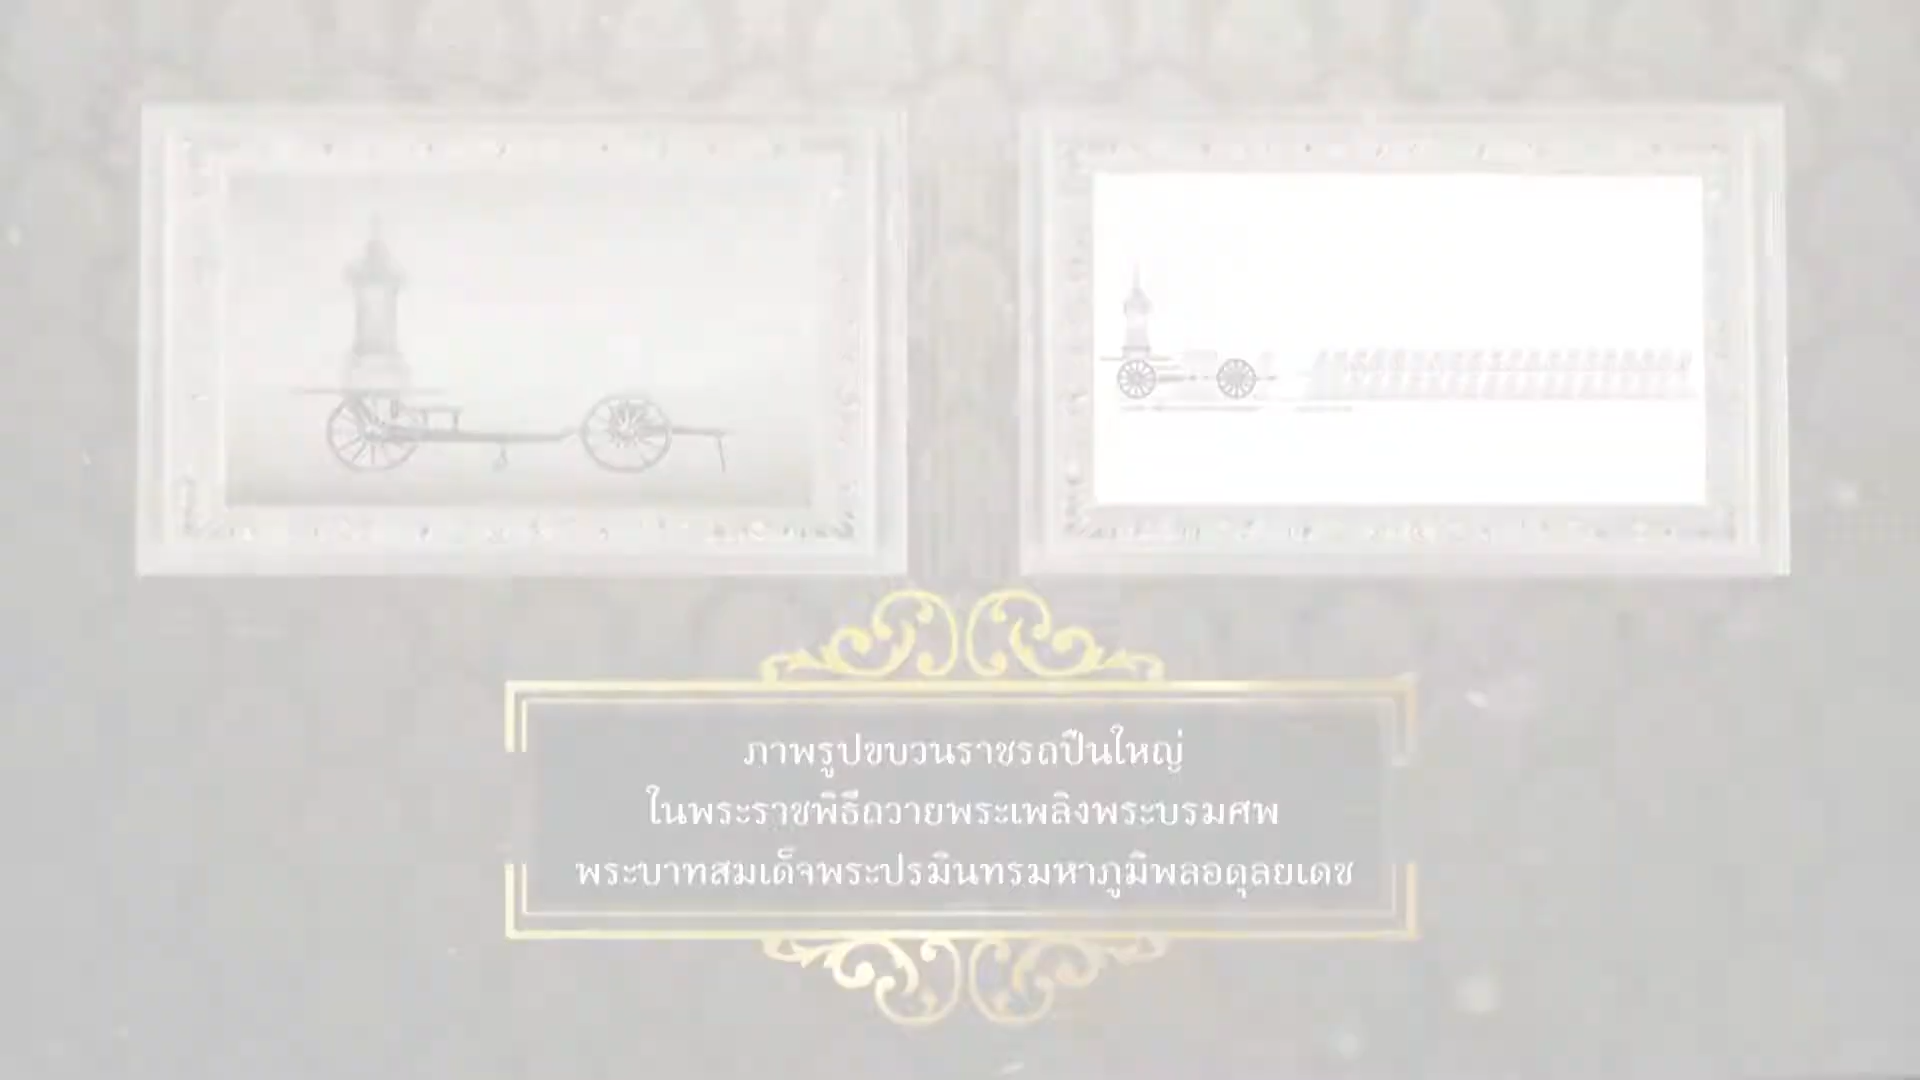 ภาพรูปขบวนราชรถปืนใหญ่
ในพระราชพิธีถวายพระเพลิงพระบรมศพ
พระบาทสมเด็จพระปรมินทรมหาภูมิพลอดุลยเดช